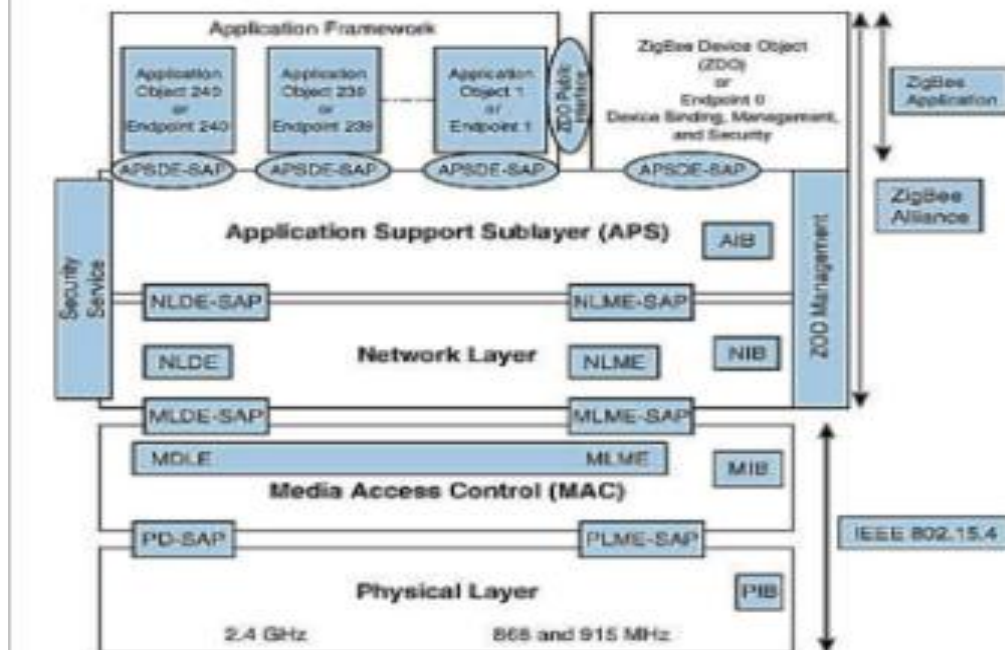 Application Framework
Application
Object 240
or
Endpoint 240
Application
Object 239
or
Endpoint 239
Application
Object 1
or
Endpoint 1
ZDO Public
Interface
ZigBee Device Object
(ZDO)
or
Endpoint 0
Device Binding, Management,
and Security
ZigBee
Application
APSDE-SAP
APSDE-SAP
APSDE-SAP
APSDE-SAP
ZigBee
Alliance
Security
Service
Application Support Sublayer (APS)
AIB
ZDO Management
NLDE-SAP
NLME-SAP
NLDE
Network Layer
NLME
NIB
MLDE-SAP
MLME-SAP
MDLE
MLME
MIB
Media Access Control (MAC)
PD-SAP
PLME-SAP
IEEE 802.15.4
Physical Layer
PIB
2.4 GHz
868 and 915 MHz